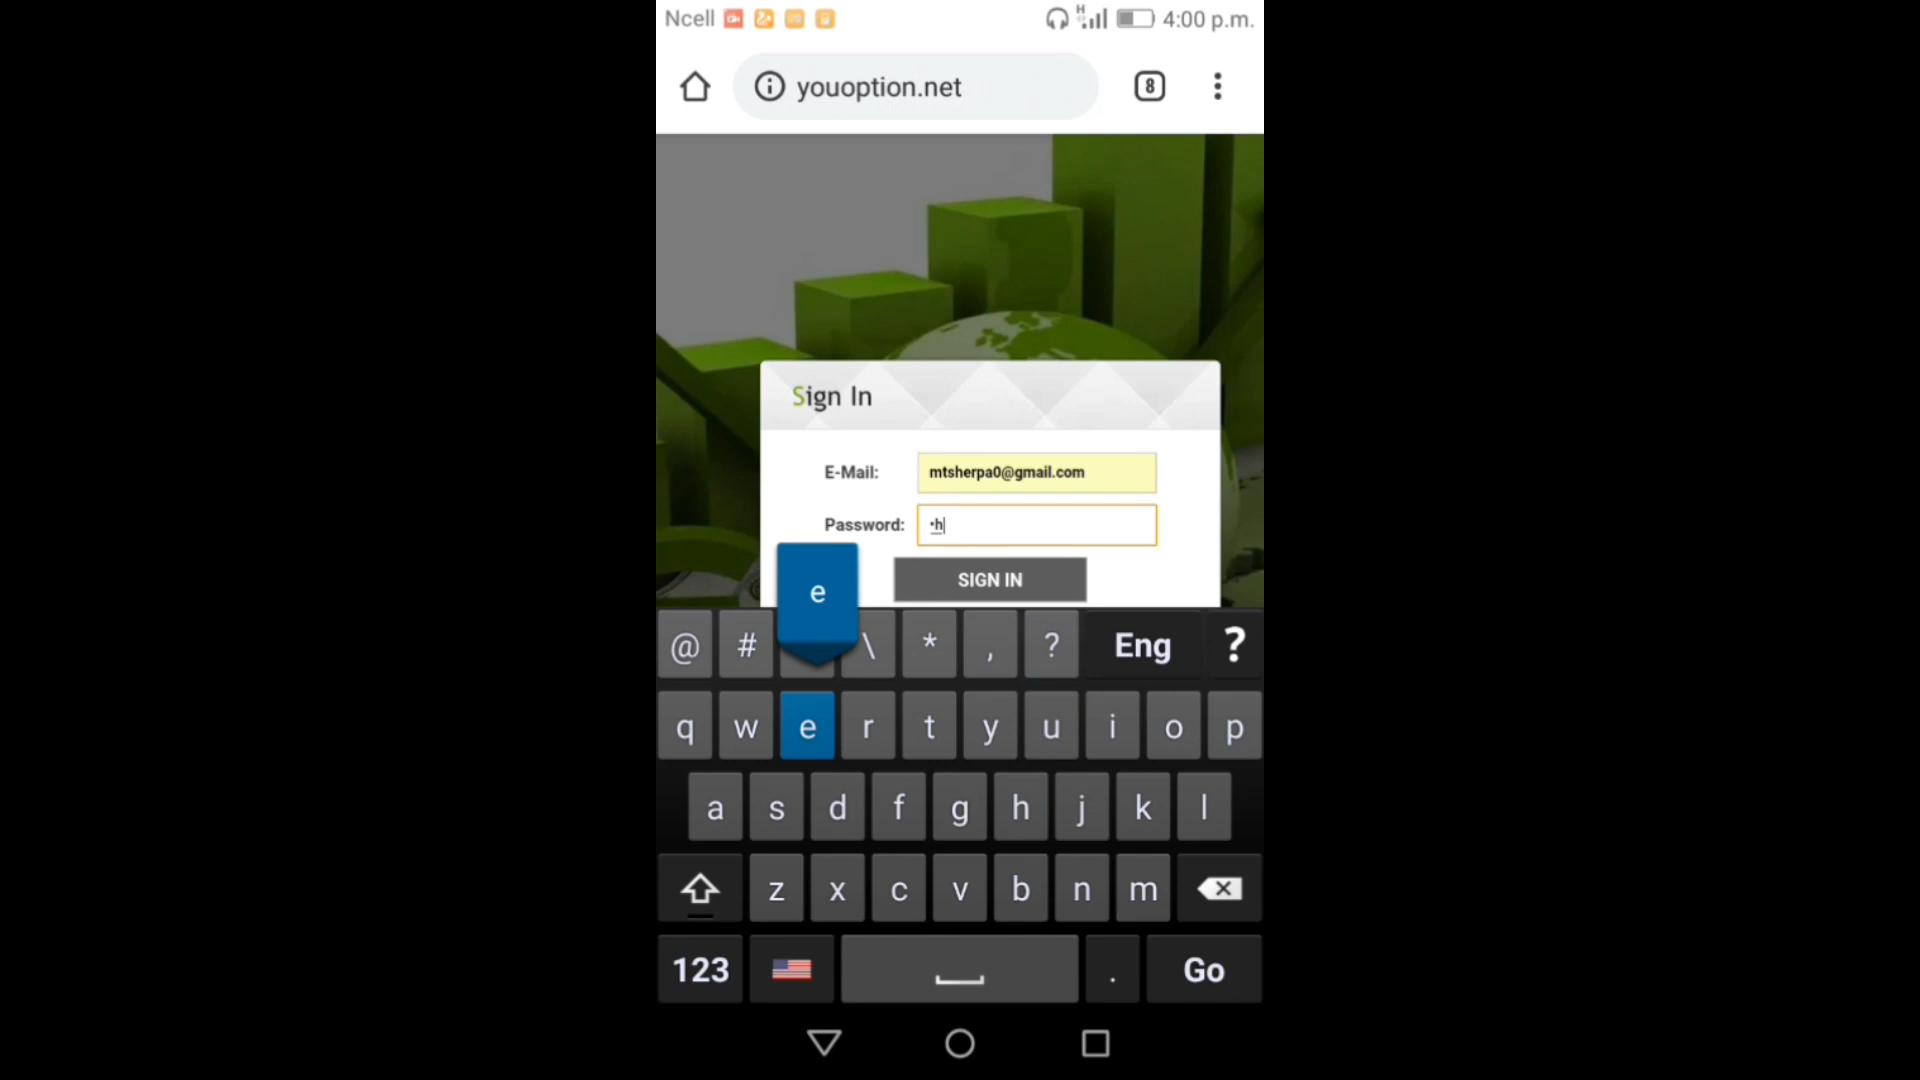 Ncell 4:00 p.m.
youoption.net 8
Sign In
E-Mail: mtsherpa0@gmail.com
Password: •h
SIGN IN
e
@ # \ * , ? Eng ?
q w e r t y u i o p
a s d f g h j k l
z x c v b n m
123 . Go